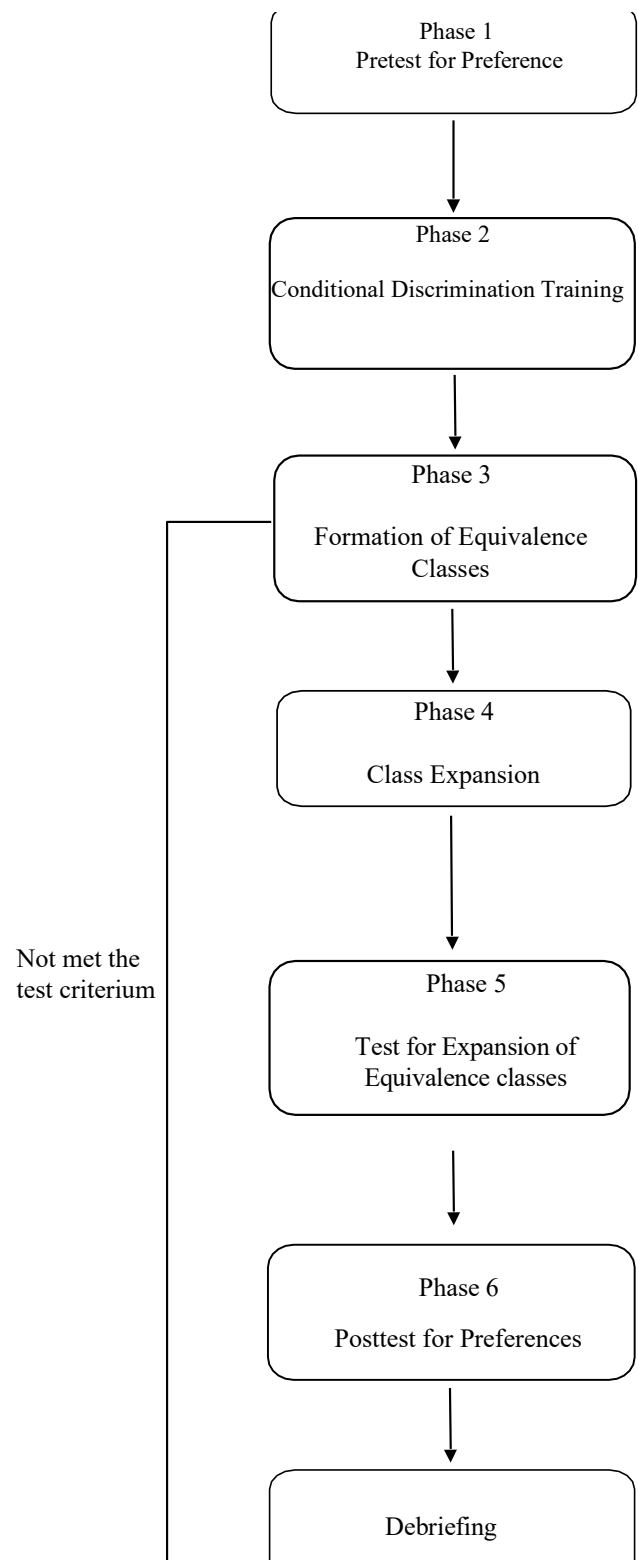 Phase 1
Pretest for Preference
Phase 2
Conditional Discrimination Training
Phase 3
Formation of Equivalence
Classes
Phase 4
Class Expansion
Not met the
test criterium
Phase 5
Test for Expansion of
Equivalence classes
Phase 6
Posttest for Preferences
Debriefing